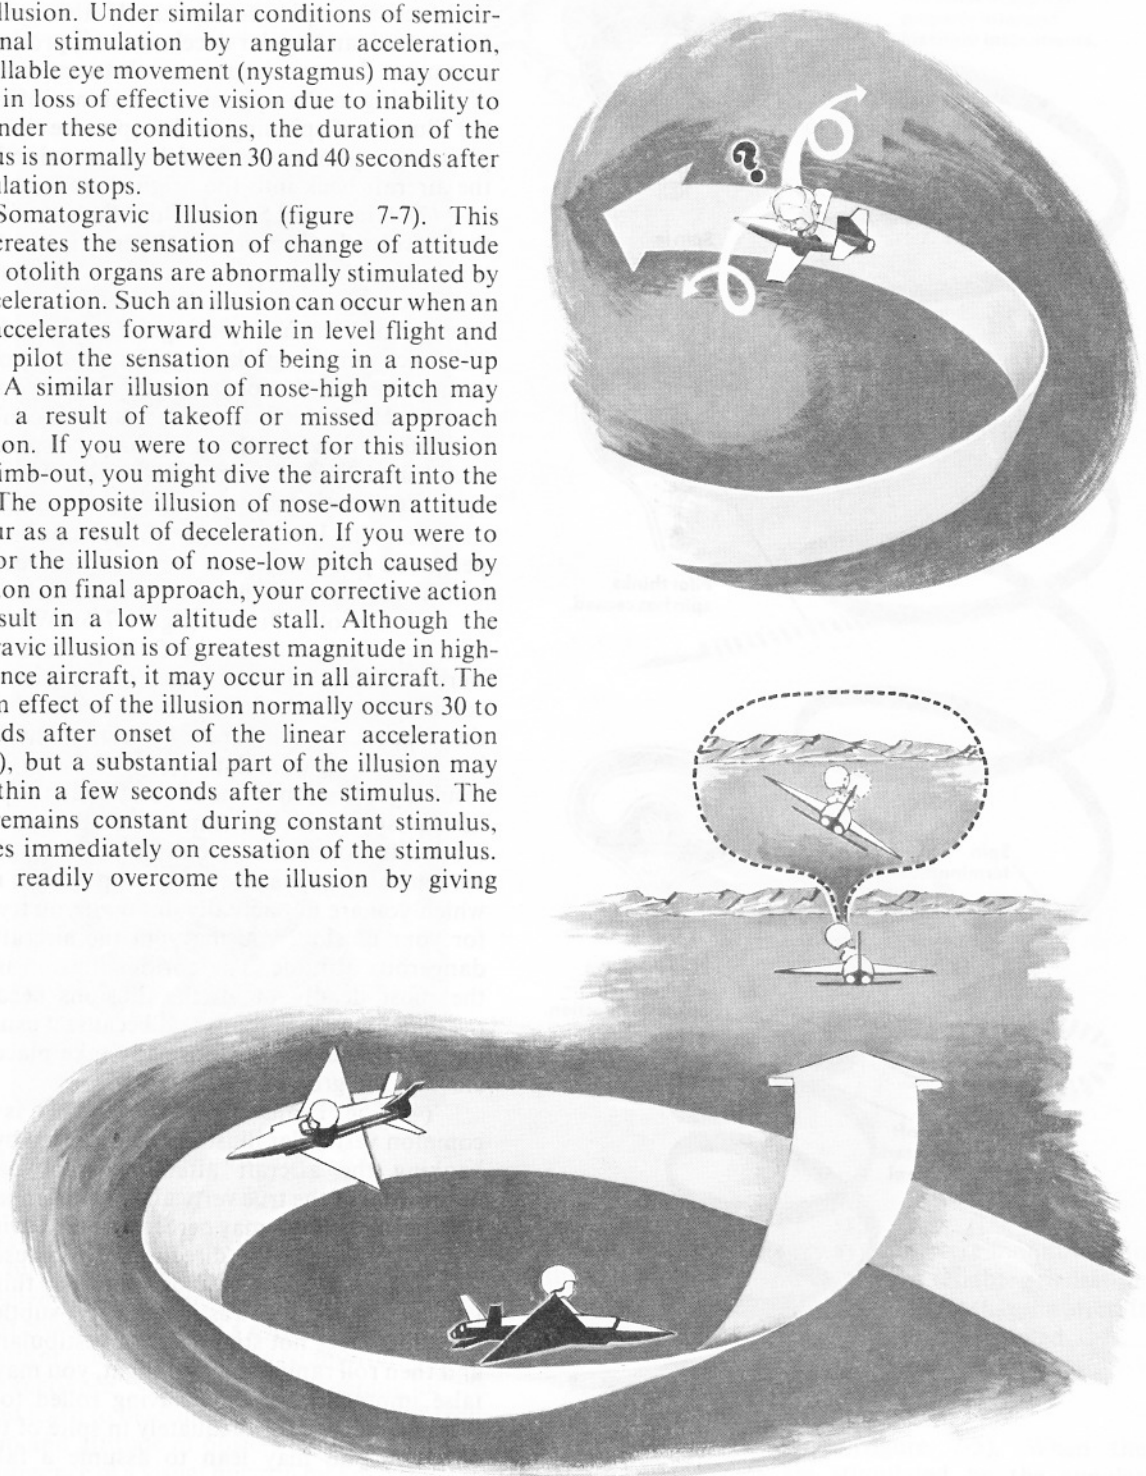 llusion. Under similar conditions of semicir-
nal stimulation by angular acceleration,
llable eye movement (nystagmus) may occur
in loss of effective vision due to inability to
nder these conditions, the duration of the
us is normally between 30 and 40 seconds after
ulation stops.
Somatogravic Illusion (figure 7-7). This
creates the sensation of change of attitude
otolith organs are abnormally stimulated by
celeration. Such an illusion can occur when an
accelerates forward while in level flight and
pilot the sensation of being in a nose-up
A similar illusion of nose-high pitch may
a result of takeoff or missed approach
on. If you were to correct for this illusion
imb-out, you might dive the aircraft into the
The opposite illusion of nose-down attitude
ur as a result of deceleration. If you were to
or the illusion of nose-low pitch caused by
on on final approach, your corrective action
sult in a low altitude stall. Although the
ravic illusion is of greatest magnitude in high-
nce aircraft, it may occur in all aircraft. The
n effect of the illusion normally occurs 30 to
ds after onset of the linear acceleration
), but a substantial part of the illusion may
thin a few seconds after the stimulus. The
emains constant during constant stimulus,
es immediately on cessation of the stimulus.
readily overcome the illusion by giving
?